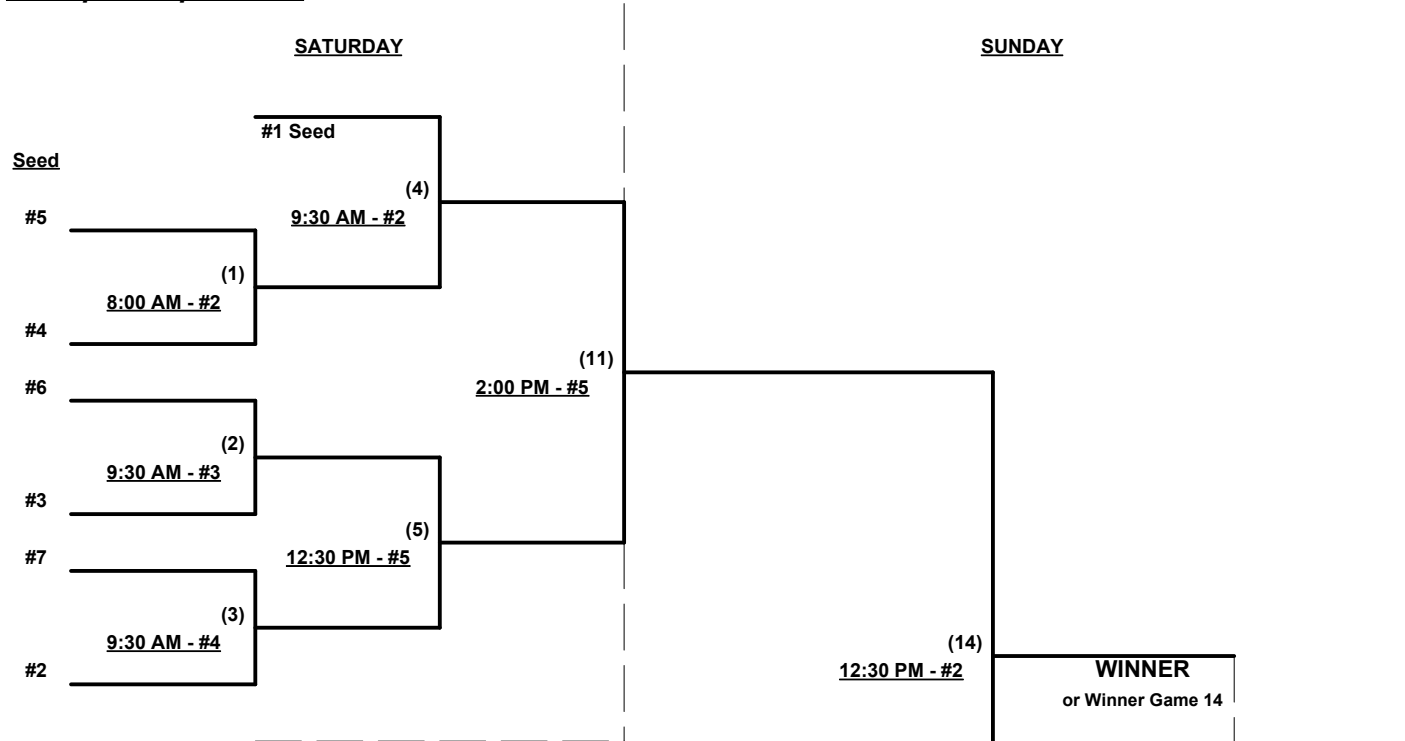 SATURDAY
SUNDAY
#1 Seed
Seed
(4)
9:30 AM - #2
#5
(1)
8:00 AM - #2
#4
(11)
2:00 PM - #5
#6
(2)
9:30 AM - #3
#3
(5)
12:30 PM - #5
#7
(3)
9:30 AM - #4
#2
(14)
12:30 PM - #2
WINNER
or Winner Game 14